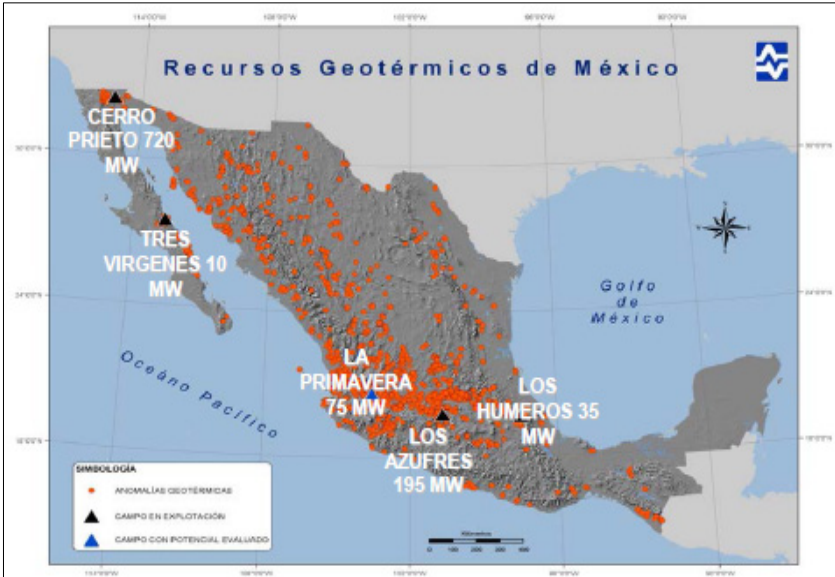 Recursos Geotérmicos de México
CERRO
PRIETO 720
MW
TRES
VIRGENES 10
MW
Golfo
de
México
LA
PRIMAVERA
75 MW
LOS
HUMEROS 35
MW
Océano Pacífico
LOS
AZUFRES
195 MW
SIMBOLOGÍA
ANOMALÍAS GEOTÉRMICAS
CAMPO EN EXPLOTACIÓN
CAMPO CON POTENCIAL EVALUADO
Kilómetros